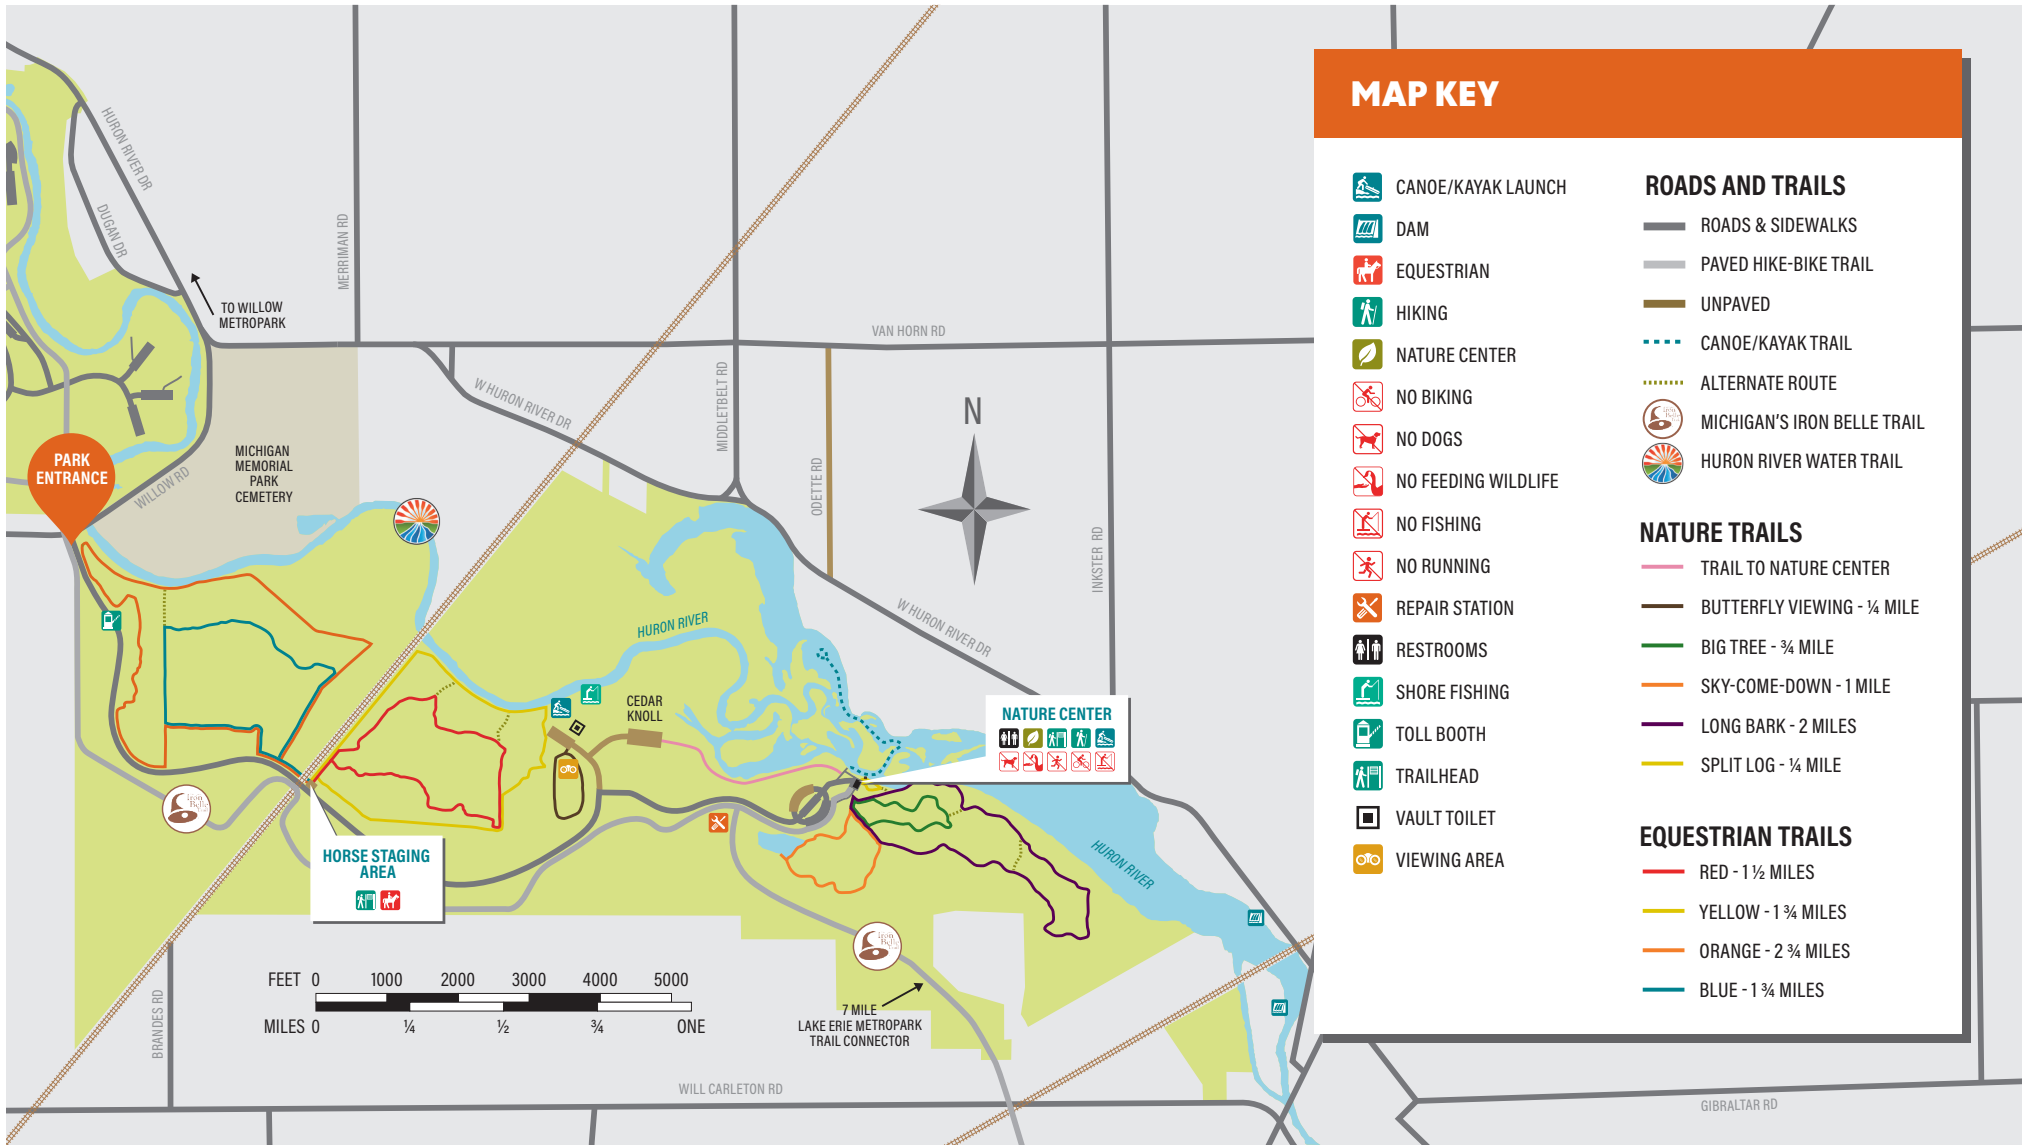 MAP KEY
CANOE/KAYAK LAUNCH
DAM
EQUESTRIAN
HIKING
NATURE CENTER
NO BIKING
NO DOGS
NO FEEDING WILDLIFE
NO FISHING
NO RUNNING
REPAIR STATION
RESTROOMS
SHORE FISHING
TOLL BOOTH
TRAILHEAD
VAULT TOILET
VIEWING AREA
ROADS AND TRAILS
ROADS & SIDEWALKS
PAVED HIKE-BIKE TRAIL
UNPAVED
CANOE/KAYAK TRAIL
ALTERNATE ROUTE
MICHIGAN'S IRON BELLE TRAIL
HURON RIVER WATER TRAIL
NATURE TRAILS
TRAIL TO NATURE CENTER
BUTTERFLY VIEWING - ¼ MILE
BIG TREE - ¾ MILE
SKY-COME-DOWN - 1 MILE
LONG BARK - 2 MILES
SPLIT LOG - ¼ MILE
EQUESTRIAN TRAILS
RED - 1 ½ MILES
YELLOW - 1 ¾ MILES
ORANGE - 2 ¾ MILES
BLUE - 1 ¾ MILES
HURON RIVER DR
DUGAN DR
MERRIMAN RD
TO WILLOW
METROPARK
VAN HORN RD
W HURON RIVER DR
MIDDLETBELT RD
ODETTE RD
N
INKSTER RD
MICHIGAN
MEMORIAL
PARK
CEMETERY
PARK
ENTRANCE
WILLOW RD
HURON RIVER
W HURON RIVER DR
CEDAR
KNOLL
NATURE CENTER
Iron
Belle
HORSE STAGING
AREA
HURON RIVER
Iron
Belle
FEET 0 1000 2000 3000 4000 5000
MILES 0 ¼ ½ ¾ ONE
7 MILE
LAKE ERIE METROPARK
TRAIL CONNECTOR
BRANDES RD
WILL CARLETON RD
GIBRALTAR RD